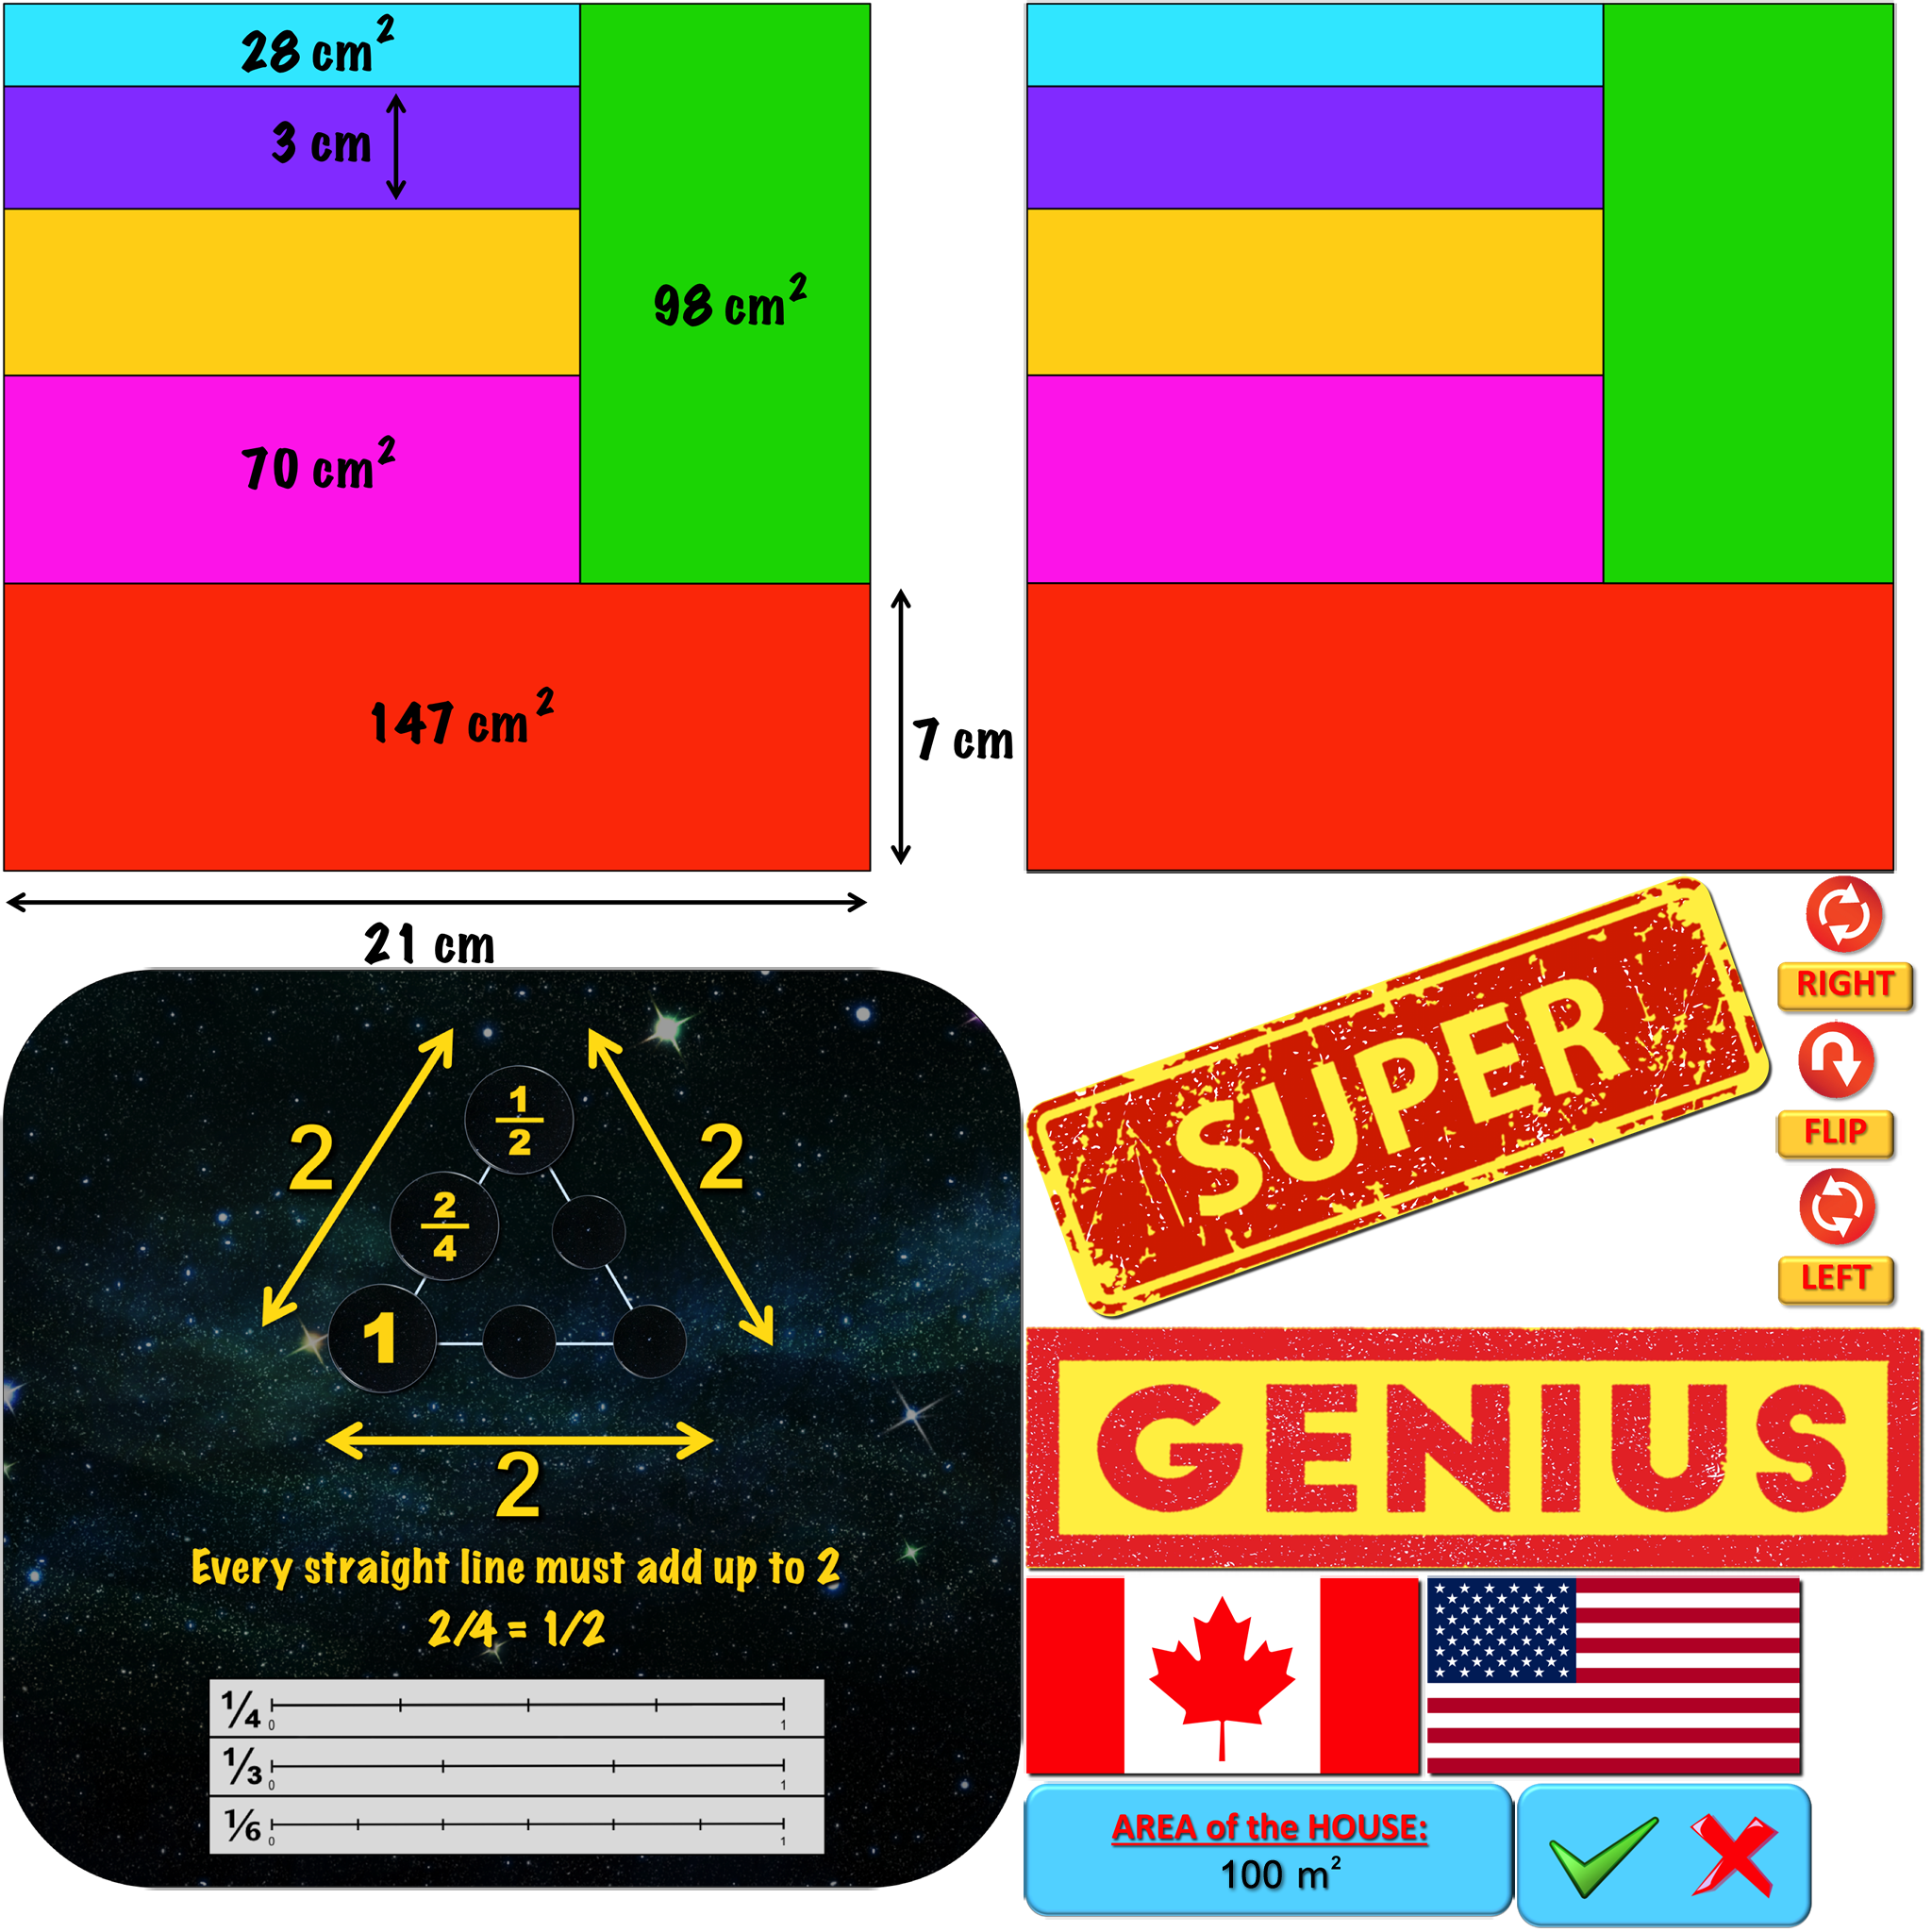 28 cm²
3 cm
98 cm²
70 cm²
147 cm²
7 cm
21 cm
SUPER
RIGHT
FLIP
LEFT
1/2
2
2
2/4
1
2
Every straight line must add up to 2
2/4 = 1/2
1/4 0 1
1/3 0 1
1/6 0 1
GENIUS
AREA of the HOUSE:
100 m²